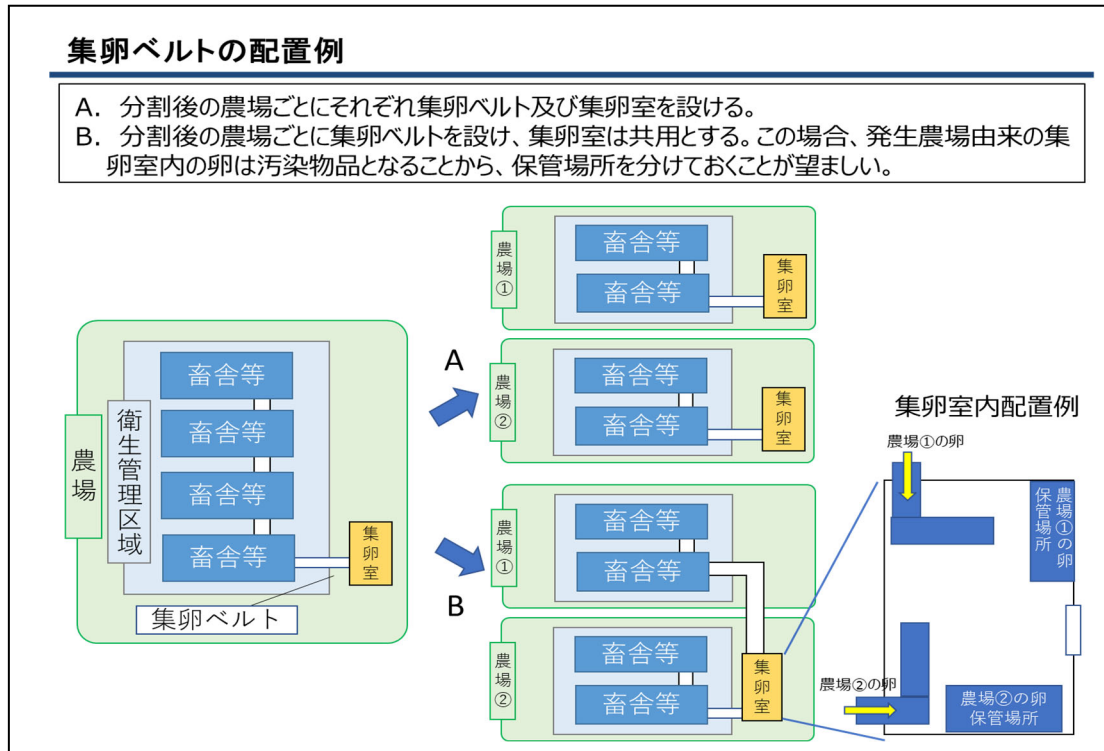 集卵ベルトの配置例
A. 分割後の農場ごとにそれぞれ集卵ベルト及び集卵室を設ける。
B. 分割後の農場ごとに集卵ベルトを設け、集卵室は共用とする。この場合、発生農場由来の集
卵室内の卵は汚染物品となることから、保管場所を分けておくことが望ましい。
農場
衛生管理区域
畜舎等
畜舎等
畜舎等
畜舎等
集卵室
集卵ベルト
A
農場①
畜舎等
畜舎等
集卵室
農場②
畜舎等
畜舎等
集卵室
B
農場①
畜舎等
畜舎等
農場②
畜舎等
畜舎等
集卵室
集卵室内配置例
農場①の卵
農場①の卵
保管場所
農場②の卵
農場②の卵
保管場所